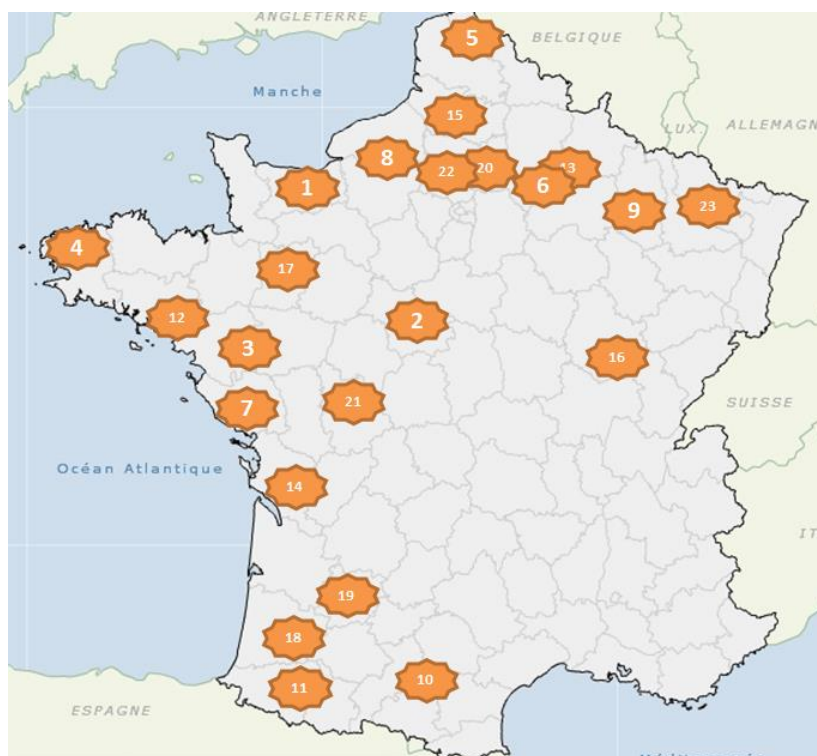 ANGLETERRE
5
BELGIQUE
Manche
15
LUX.
ALLEMAGN
8
22
20
13
1
6
9
23
4
17
12
3
2
16
7
21
SUISSE
Océan Atlantique
14
IT
19
18
11
10
ESPAGNE